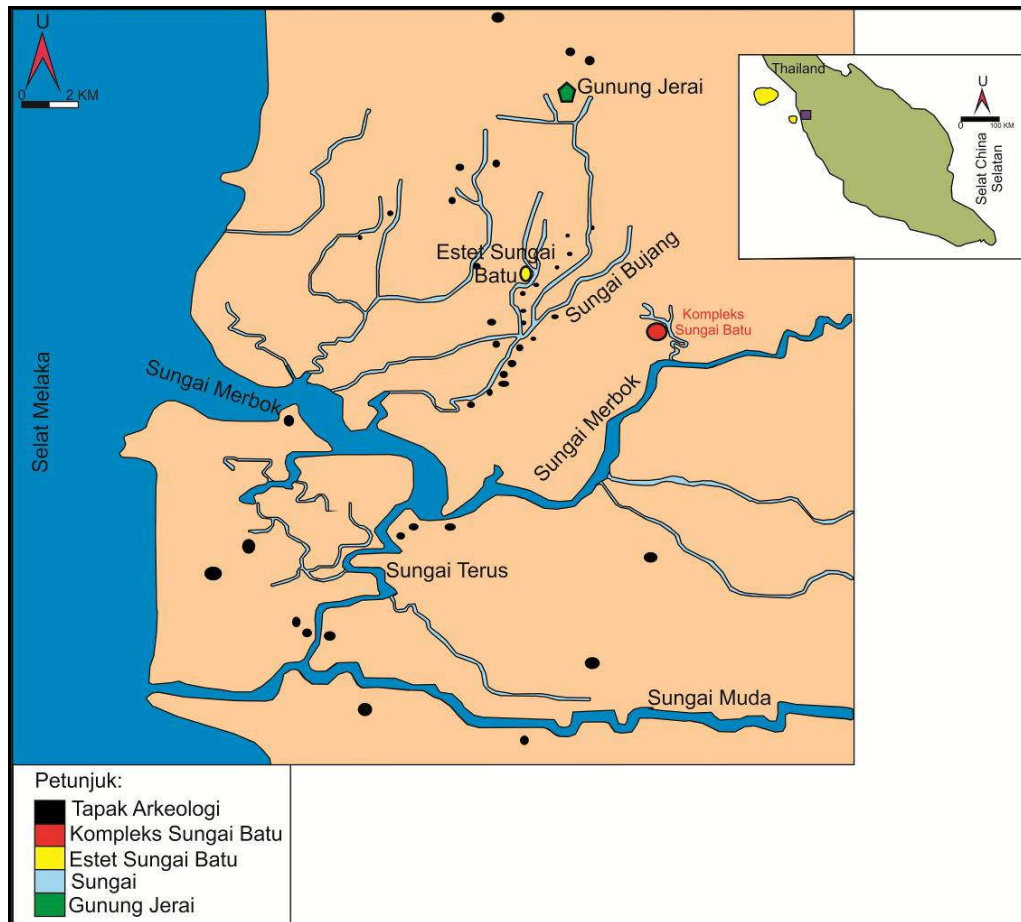 U
0 2 KM
Gunung Jerai
Thailand
U
0 100 KM
Selat China
Selatan
Estet Sungai
Batu
Sungai Bujang
Kompleks
Sungai Batu
Sungai Merbok
Sungai Merbok
Selat Melaka
Sungai Terus
Sungai Muda
Petunjuk:
Tapak Arkeologi
Kompleks Sungai Batu
Estet Sungai Batu
Sungai
Gunung Jerai